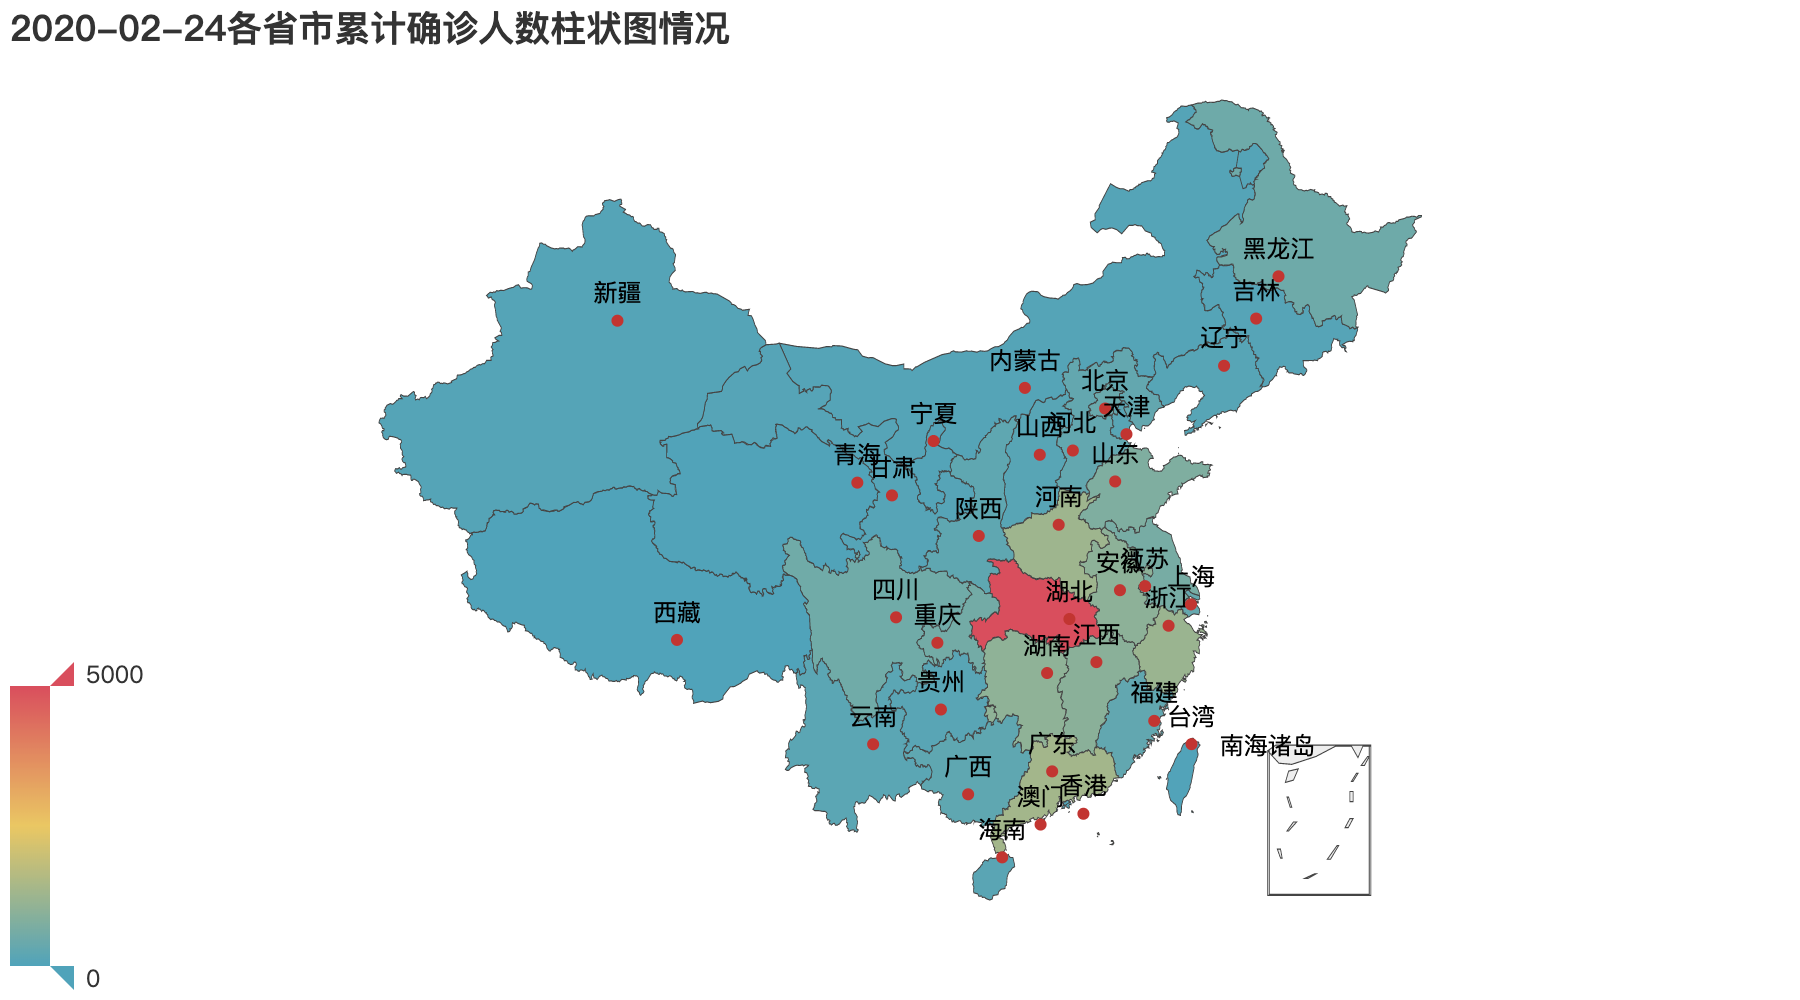 2020-02-24各省市累计确诊人数柱状图情况
黑龙江
吉林
新疆
辽宁
内蒙古
北京
天津
宁夏
河北
山西
青海
山东
甘肃
河南
陕西
江苏
安徽
上海
四川
湖北
浙江
西藏
重庆
江西
湖南
5000
贵州
福建
云南
台湾
广东
南海诸岛
广西
香港
澳门
海南
0